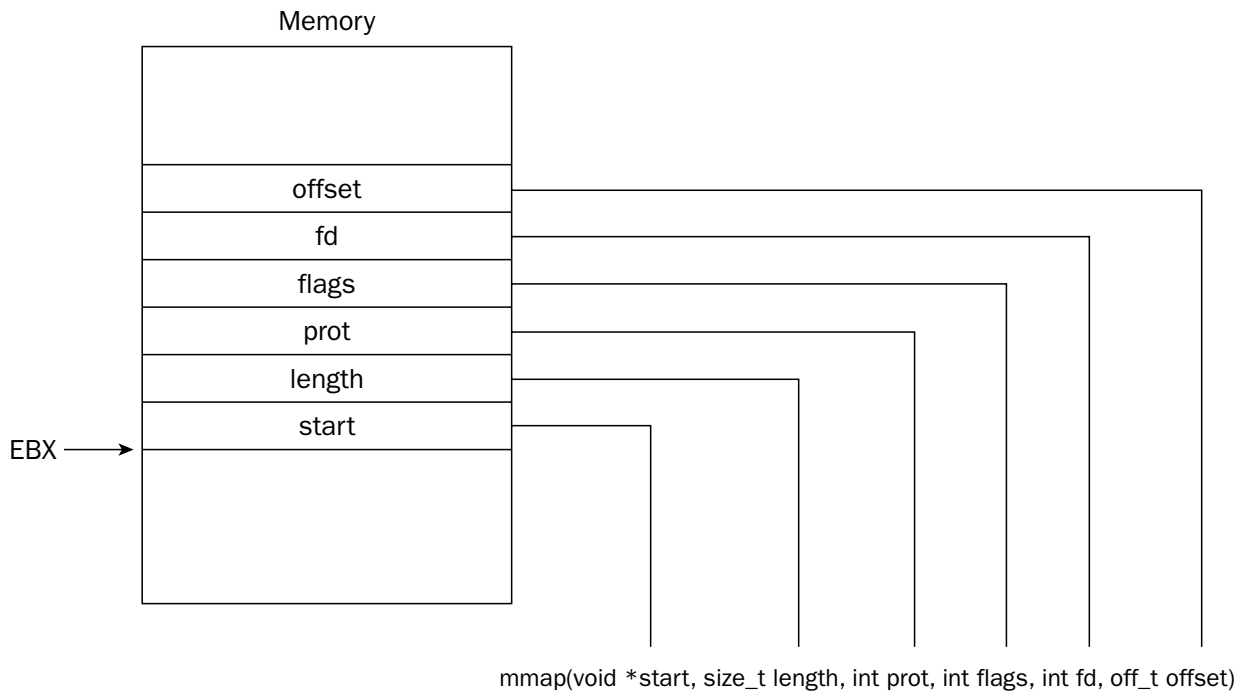 Memory
offset
fd
flags
prot
length
start
EBX
mmap(void *start, size_t length, int prot, int flags, int fd, off_t offset)